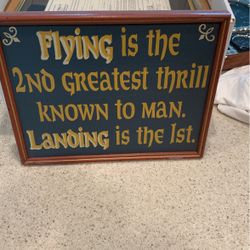 Flying is the
2nd greatest thrill
known to man.
Landing is the 1st.